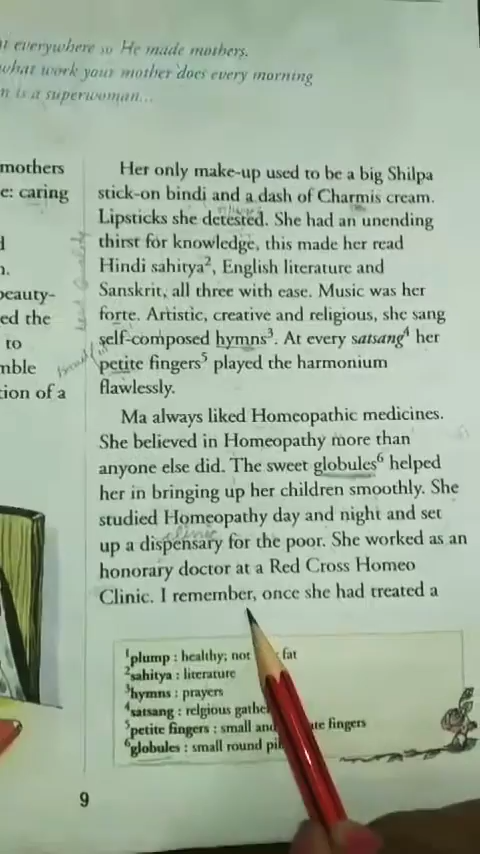 t everywhere so He made mothers.
what work your mother does every morning
n is a superwoman...
mothers
e: caring
d
n.
beauty-
ed the
to
mble
tion of a
Her only make-up used to be a big Shilpa
stick-on bindi and a dash of Charmis cream.
Lipsticks she detested. She had an unending
thirst for knowledge, this made her read
Hindi sahitya², English literature and
Sanskrit, all three with ease. Music was her
forte. Artistic, creative and religious, she sang
self-composed hymns³. At every satsang⁴ her
petite fingers⁵ played the harmonium
flawlessly.
Ma always liked Homeopathic medicines.
She believed in Homeopathy more than
anyone else did. The sweet globules⁶ helped
her in bringing up her children smoothly. She
studied Homeopathy day and night and set
clinic
up a dispensary for the poor. She worked as an
honorary doctor at a Red Cross Homeo
Clinic. I remember, once she had treated a
¹plump : healthy; not fat
²sahitya : literature
³hymns : prayers
⁴satsang : relgious gathe
⁵petite fingers : small an te fingers
⁶globules : small round pi
9